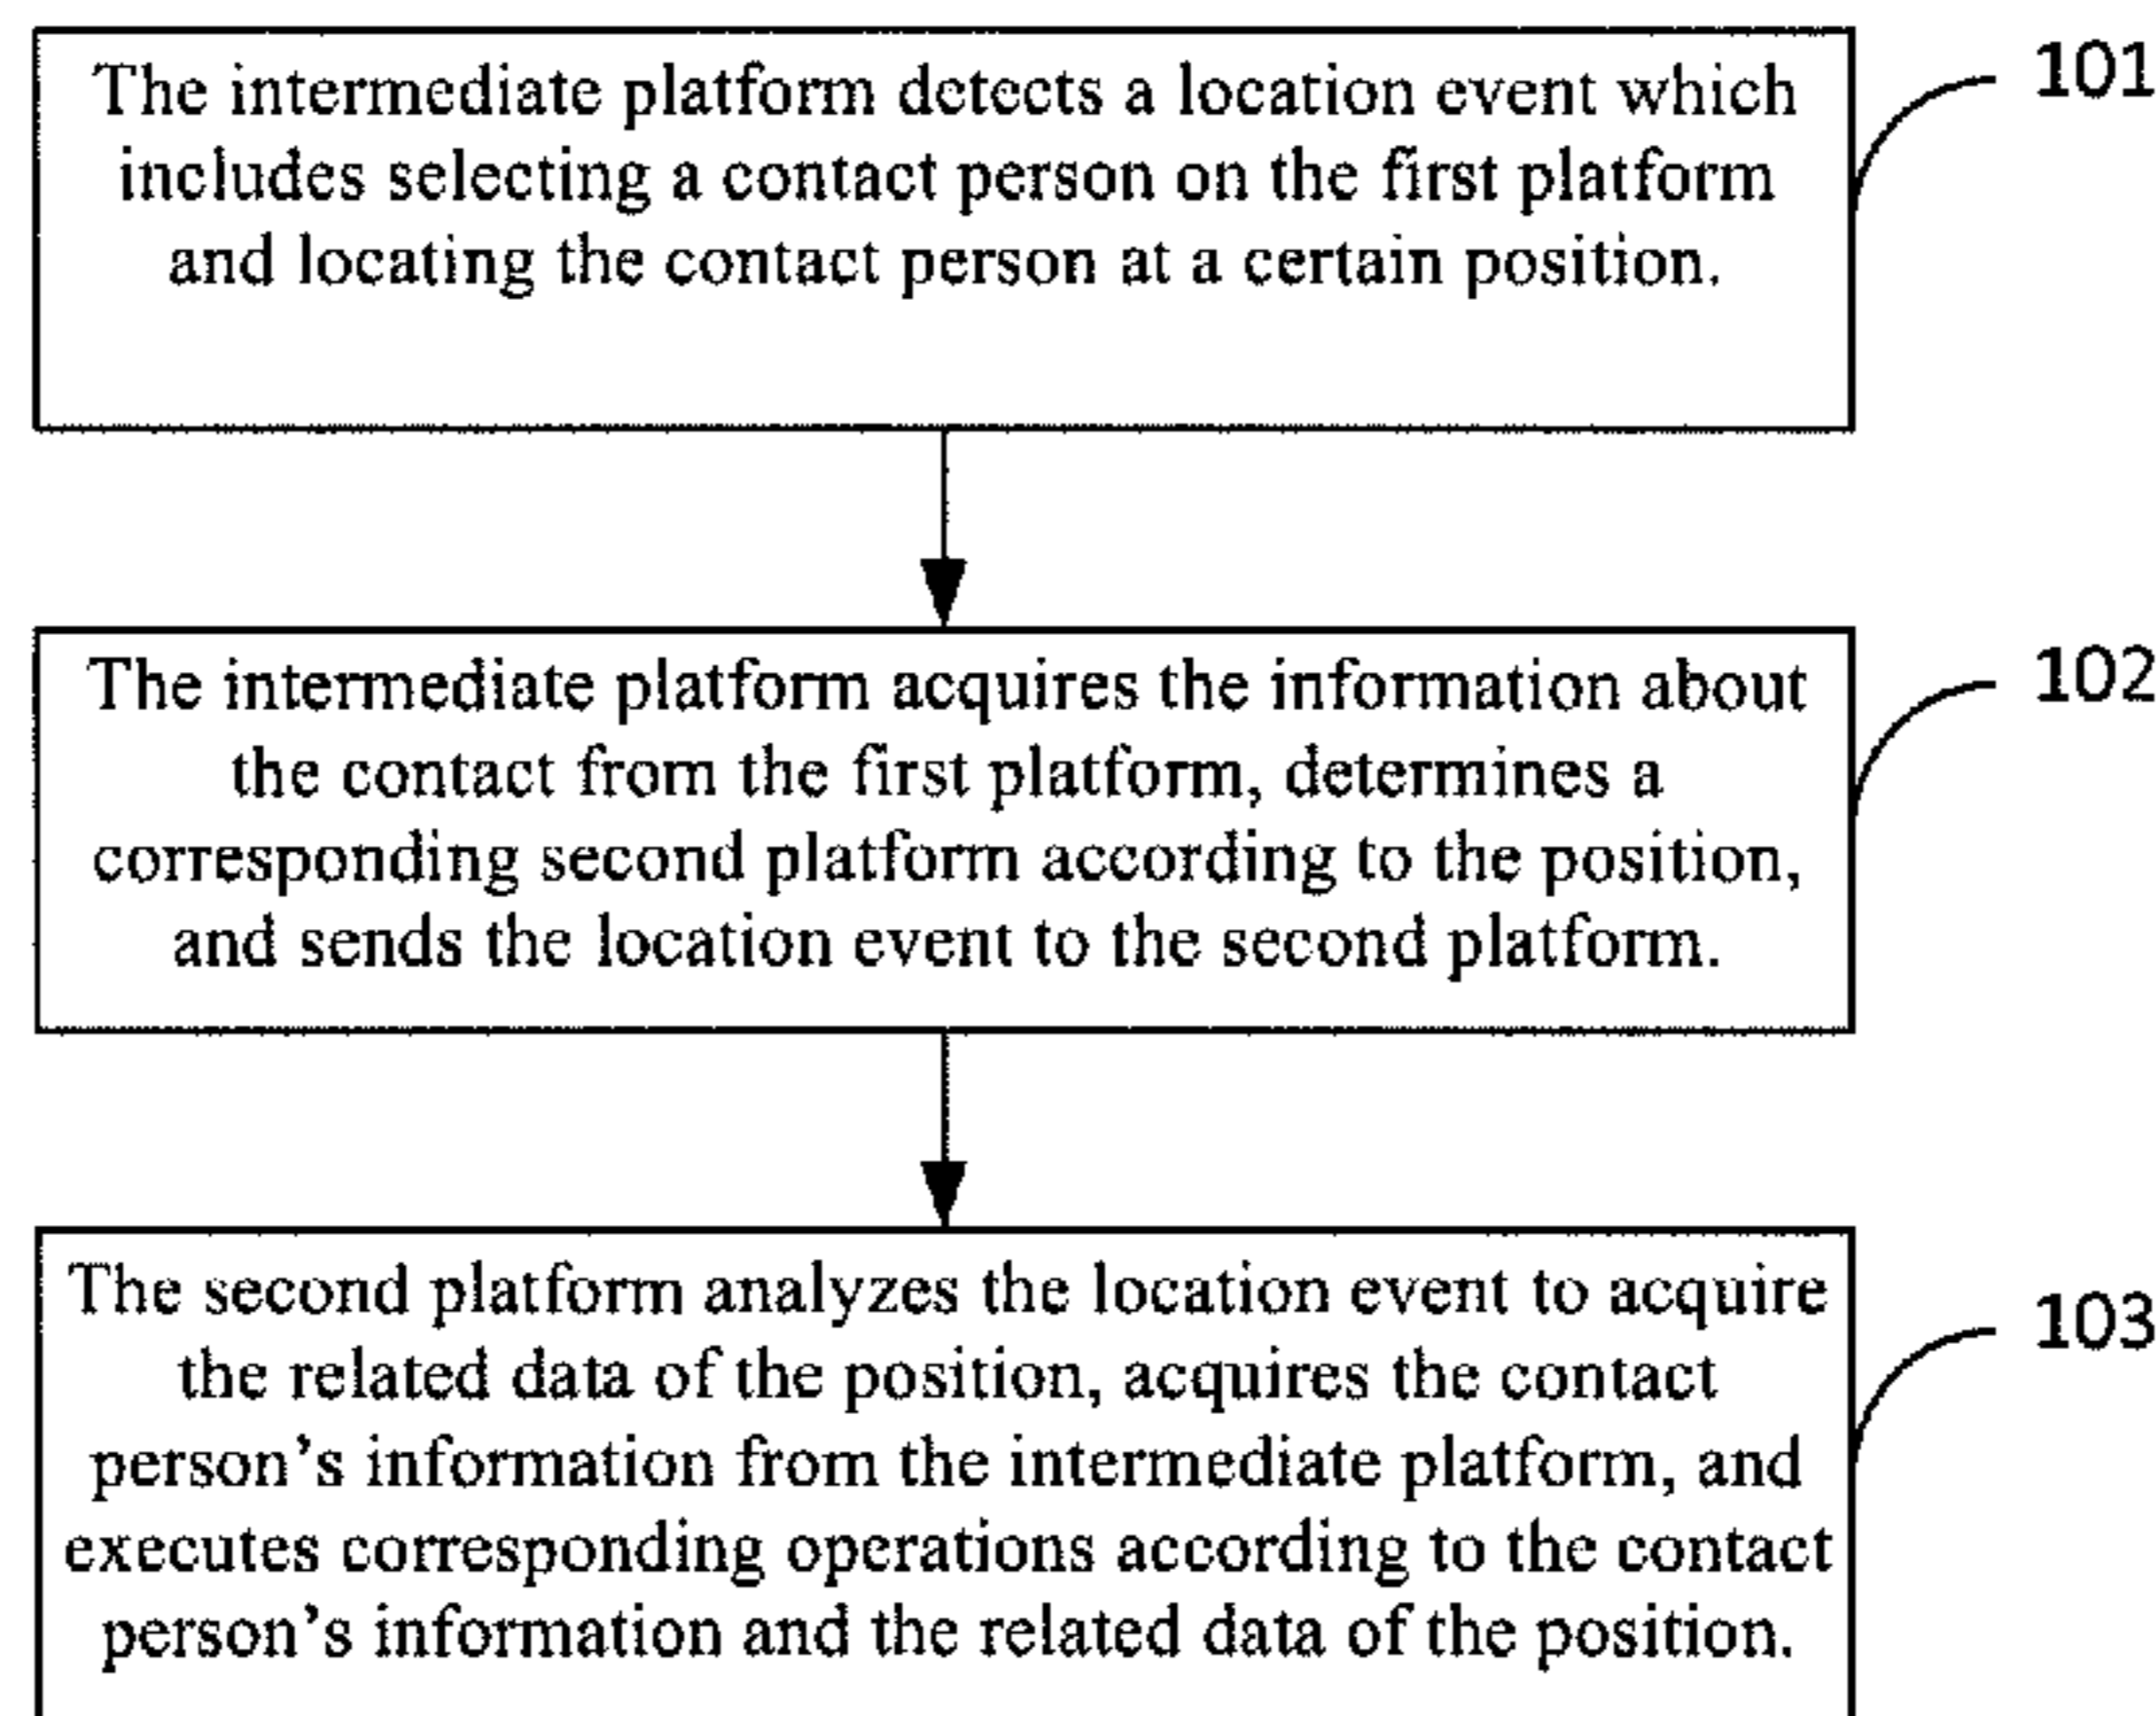 The intermediate platform detects a location event which
includes selecting a contact person on the first platform
and locating the contact person at a certain position.
101
The intermediate platform acquires the information about
the contact from the first platform, determines a
corresponding second platform according to the position,
and sends the location event to the second platform.
102
The second platform analyzes the location event to acquire
the related data of the position, acquires the contact
person's information from the intermediate platform, and
executes corresponding operations according to the contact
person's information and the related data of the position.
103